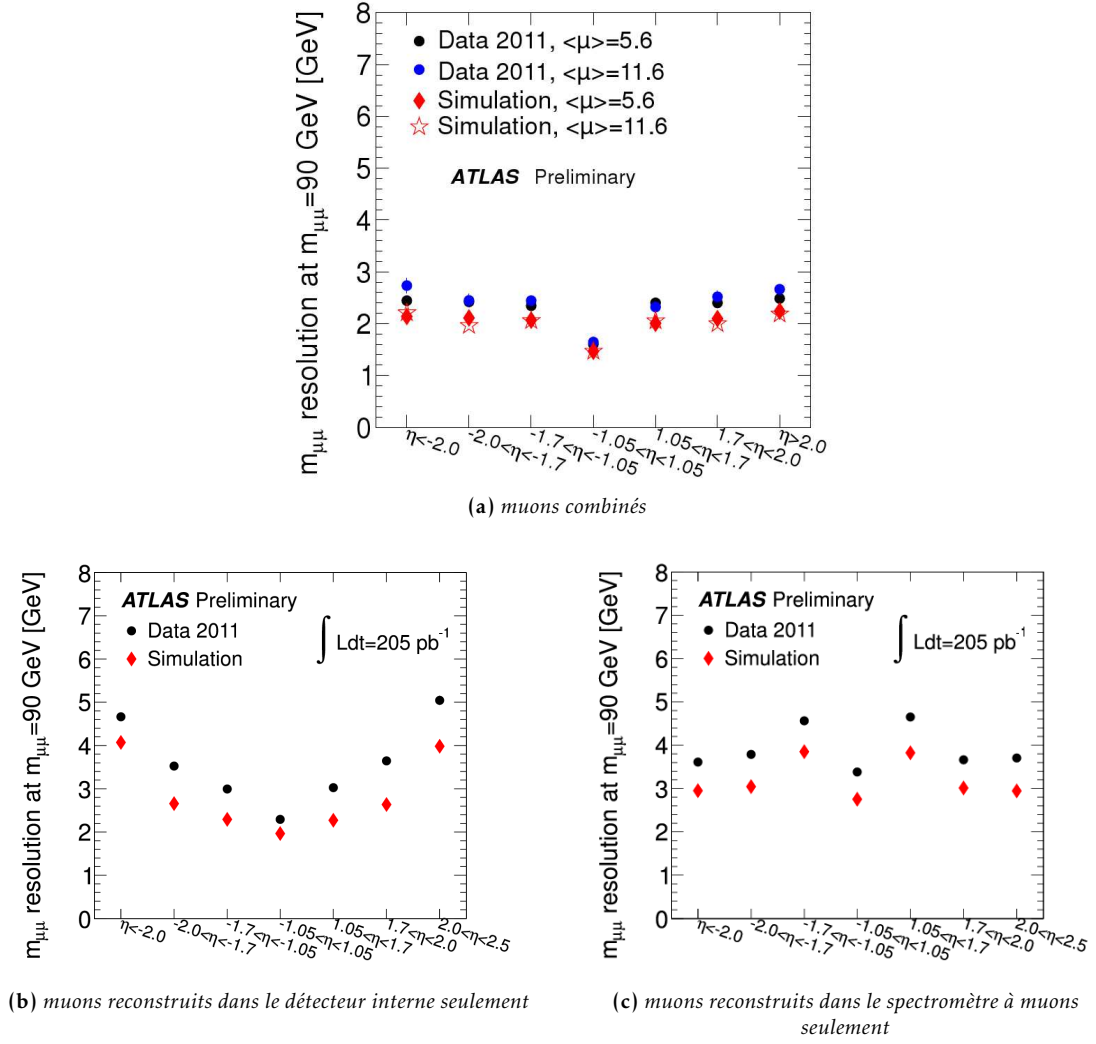 mμμ resolution at mμμ=90 GeV [GeV]
8
7
6
5
4
3
2
1
0
Data 2011, <μ>=5.6
Data 2011, <μ>=11.6
Simulation, <μ>=5.6
Simulation, <μ>=11.6
ATLAS Preliminary
η<-2.0
-2.0<η<-1.7
-1.7<η<-1.05
-1.05<η<1.05
1.05<η<1.7
1.7<η<2.0
η>2.0
(a) muons combinés
mμμ resolution at mμμ=90 GeV [GeV]
8
7
6
5
4
3
2
1
0
ATLAS Preliminary
Data 2011
Simulation
∫ Ldt=205 pb-1
η<-2.0
-2.0<η<-1.7
-1.7<η<-1.05
-1.05<η<1.05
1.05<η<1.7
1.7<η<2.0
2.0<η<2.5
(b) muons reconstruits dans le détecteur interne seulement
mμμ resolution at mμμ=90 GeV [GeV]
8
7
6
5
4
3
2
1
0
ATLAS Preliminary
Data 2011
Simulation
∫ Ldt=205 pb-1
η<-2.0
-2.0<η<-1.7
-1.7<η<-1.05
-1.05<η<1.05
1.05<η<1.7
1.7<η<2.0
2.0<η<2.5
(c) muons reconstruits dans le spectromètre à muons
seulement